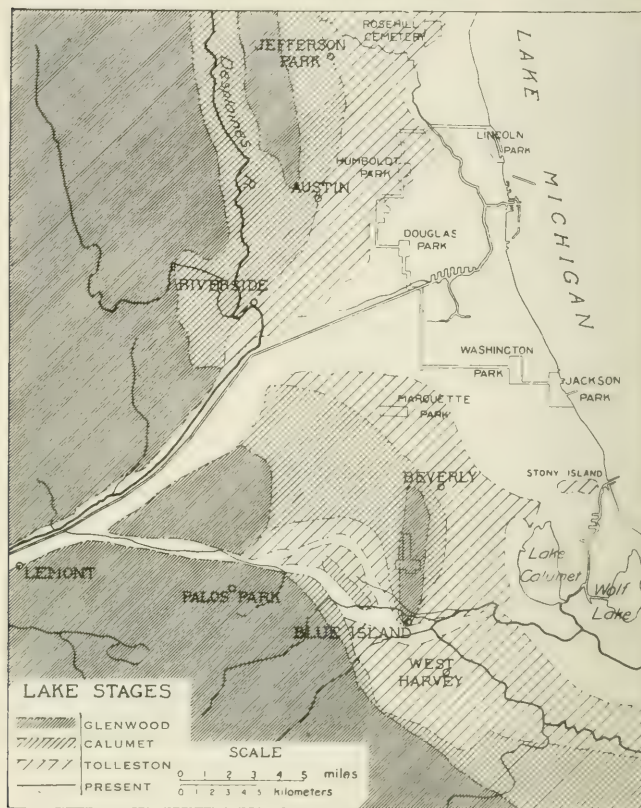 ROSEHILL
CEMETERY
LAKE
MICHIGAN
JEFFERSON
PARK
Desplaines R
LINCOLN
PARK
HUMBOLDT
PARK
AUSTIN
DOUGLAS
PARK
RIVERSIDE
WASHINGTON
PARK
JACKSON
PARK
MARQUETTE
PARK
BEVERLY
STONY ISLAND
Lake
Calumet
Wolf
Lake
LEMONT
PALOS PARK
BLUE ISLAND
WEST
HARVEY
LAKE STAGES
GLENWOOD
CALUMET
TOLLESTON
PRESENT
SCALE
0 1 2 3 4 5 miles
0 1 2 3 4 5 kilometers